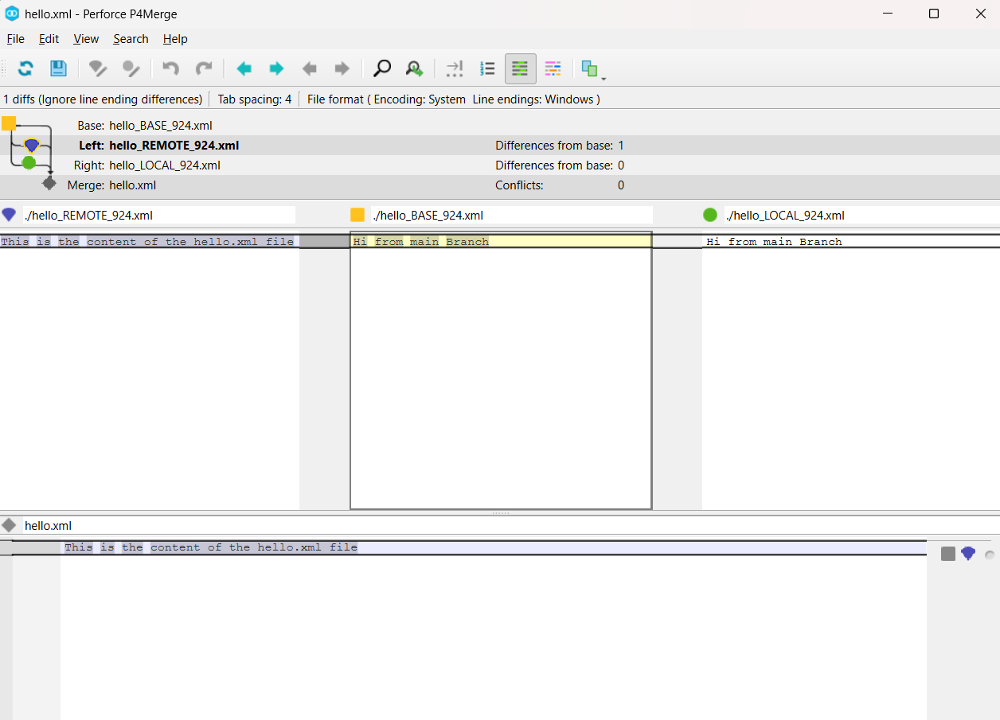 hello.xml - Perforce P4Merge
File Edit View Search Help
1 diffs (Ignore line ending differences) Tab spacing: 4 File format ( Encoding: System Line endings: Windows )
Base: hello_BASE_924.xml
Left: hello_REMOTE_924.xml Differences from base: 1
Right: hello_LOCAL_924.xml Differences from base: 0
Merge: hello.xml Conflicts: 0
./hello_REMOTE_924.xml ./hello_BASE_924.xml ./hello_LOCAL_924.xml
This is the content of the hello.xml file Hi from main Branch Hi from main Branch
hello.xml
This is the content of the hello.xml file